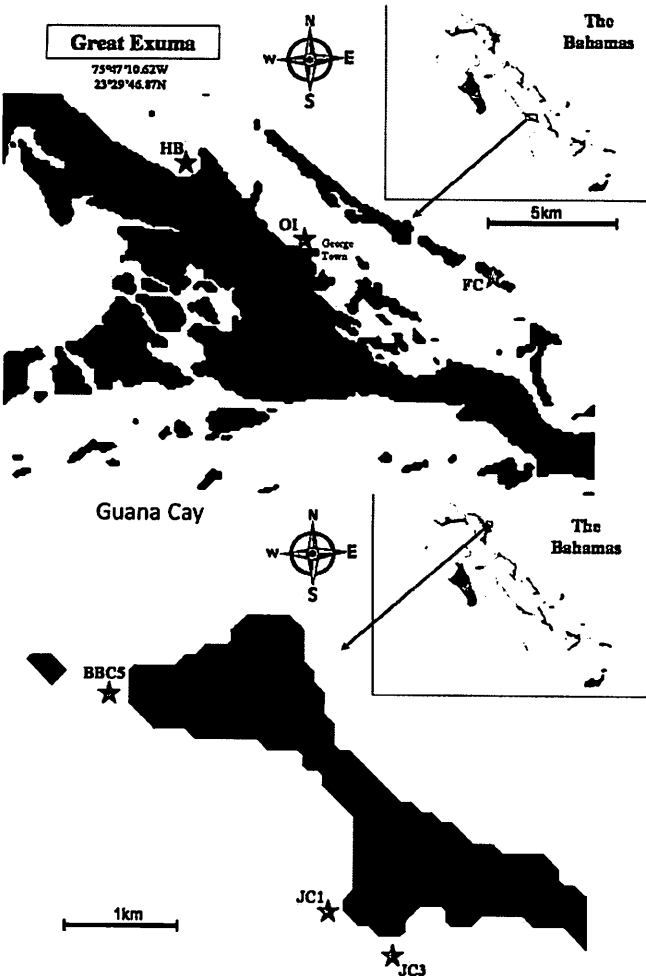 Great Exuma
75°47'10.62W
23°29'46.87N
N
W E
S
The
Bahamas
5km
HB
OI
George
Town
FC
Guana Cay
N
W E
S
The
Bahamas
BBC5
JC1
1km
JC3